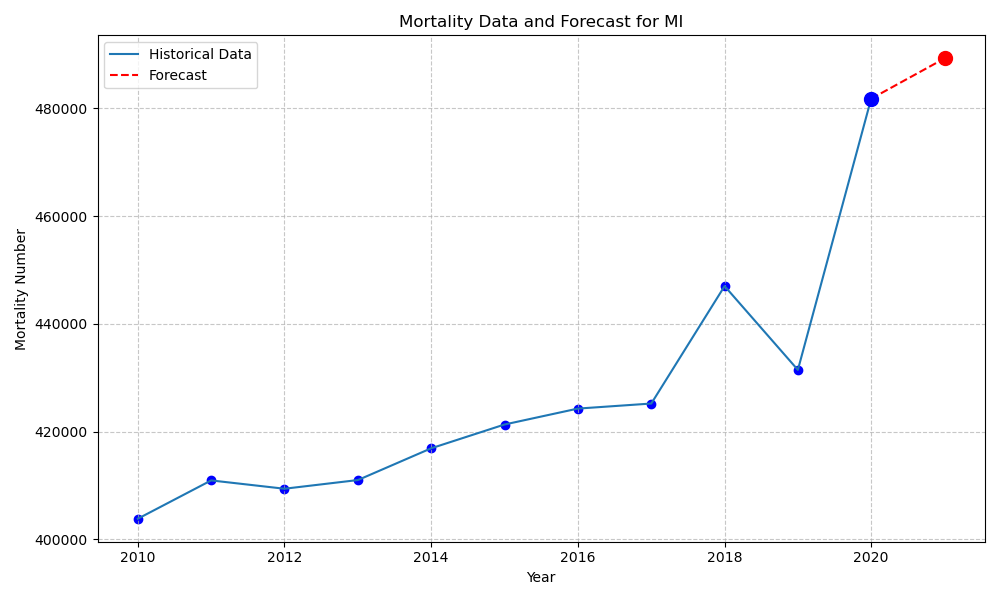 Mortality Data and Forecast for MI
Historical Data
Forecast
480000
460000
440000
420000
400000
Mortality Number
2010 2012 2014 2016 2018 2020
Year